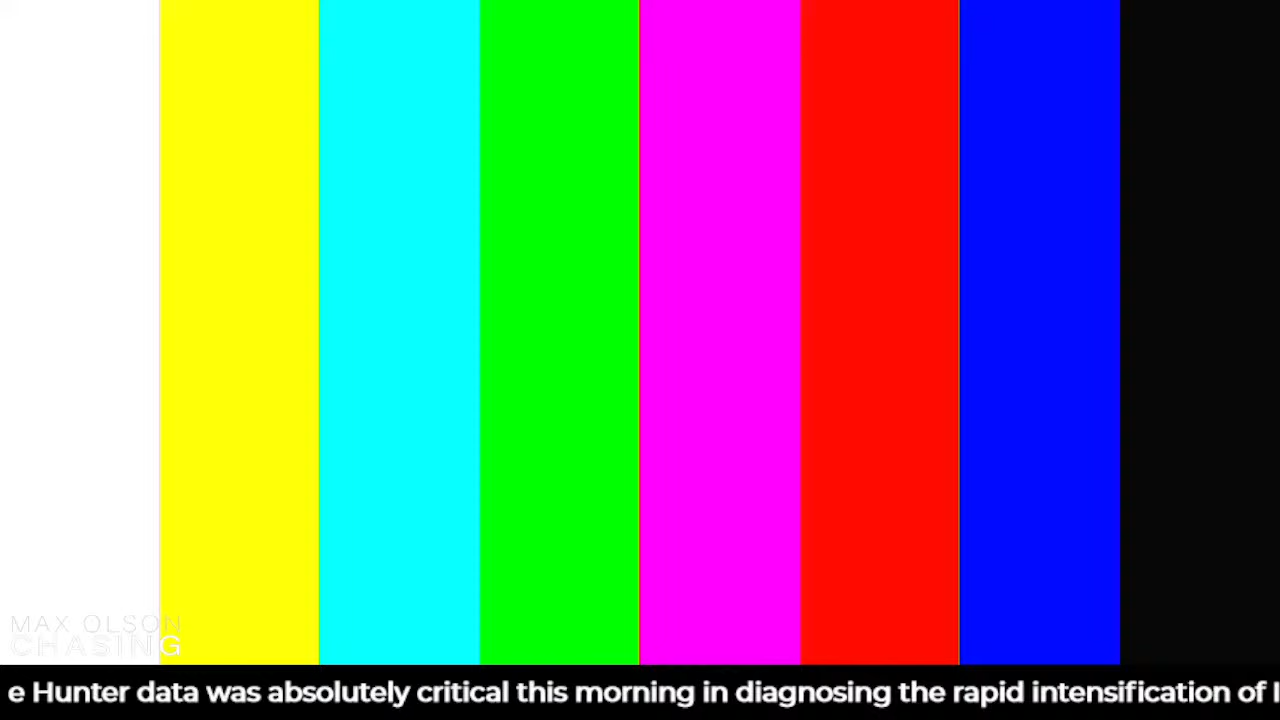 MAX OLSON
CHASING
e Hunter data was absolutely critical this morning in diagnosing the rapid intensification of